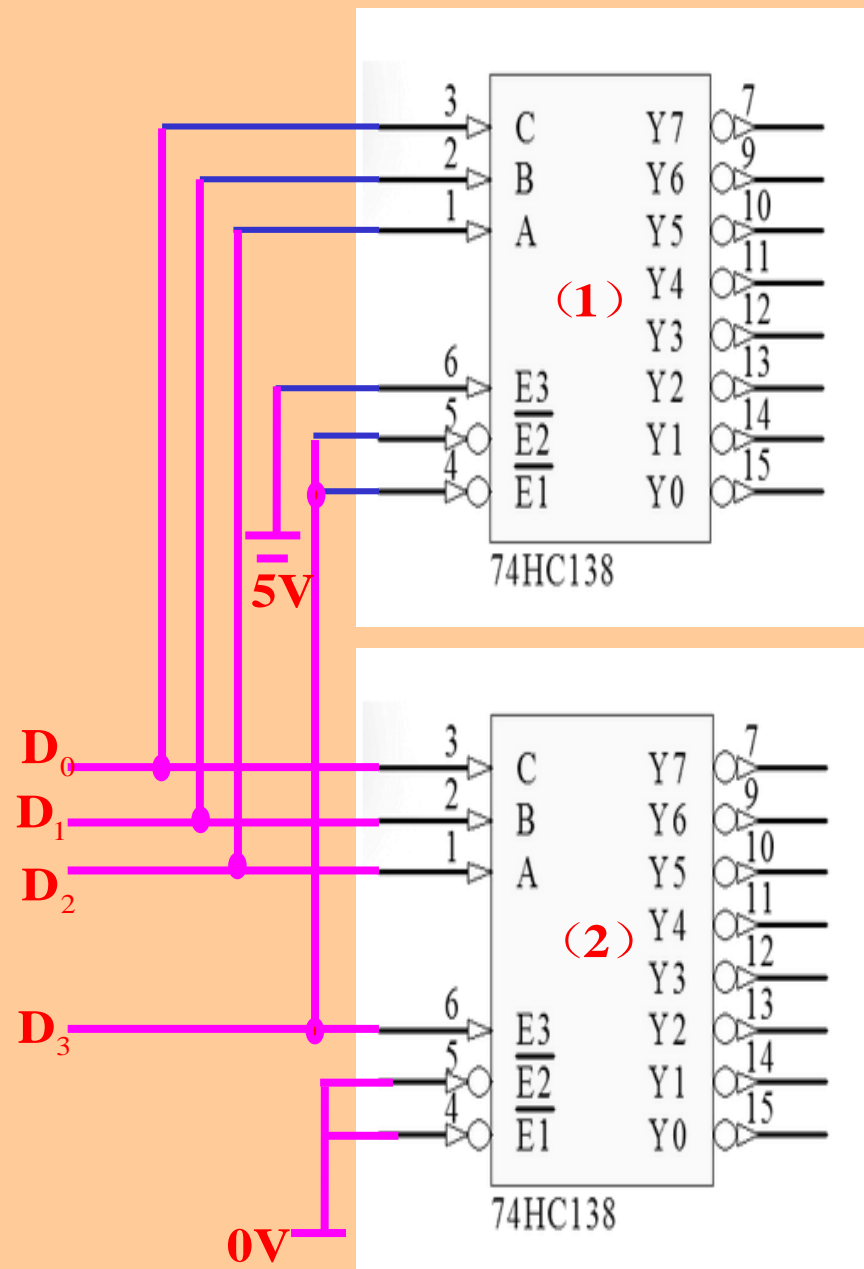 3 C Y7 7
2 B Y6 9
1 A Y5 10
（1） Y4 11
Y3 12
6 E3 Y2 13
5 E2 Y1 14
4 E1 Y0 15
74HC138
5V
D0 3 C Y7 7
D1 2 B Y6 9
D2 1 A Y5 10
（2） Y4 11
Y3 12
D3 6 E3 Y2 13
5 E2 Y1 14
4 E1 Y0 15
74HC138
0V